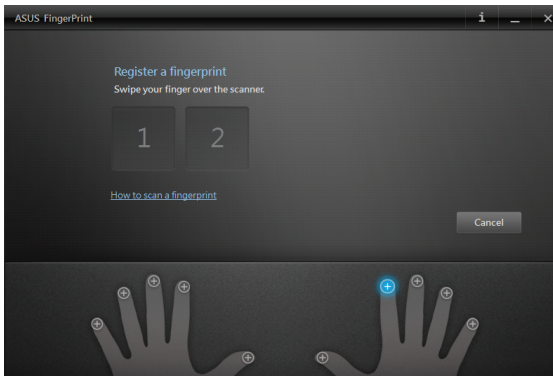 ASUS FingerPrint
Register a fingerprint
Swipe your finger over the scanner.
1 2
How to scan a fingerprint
Cancel